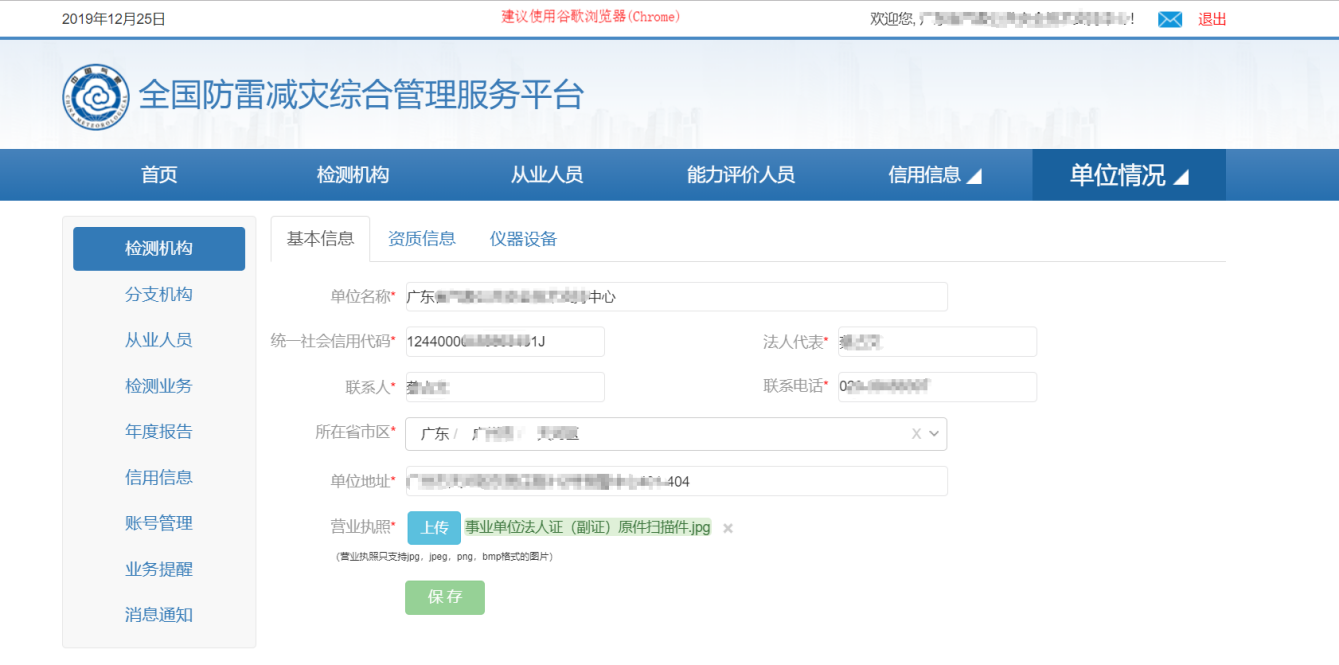 2019年12月25日 建议使用谷歌浏览器(Chrome) 欢迎您, 广东 ! 退出
CHINA METEOROLOGICAL
全国防雷减灾综合管理服务平台
首页 检测机构 从业人员 能力评价人员 信用信息 单位情况
检测机构
分支机构
从业人员
检测业务
年度报告
信用信息
账号管理
业务提醒
消息通知
基本信息 资质信息 仪器设备
单位名称* 广东 中心
统一社会信用代码* 1244000 1J 法人代表*
联系人* 联系电话* 02
所在省市区* 广东 / / 区 X
单位地址* -404
营业执照* 上传 事业单位法人证（副证）原件扫描件.jpg ×
（营业执照只支持jpg，jpeg，png，bmp格式的图片）
保存